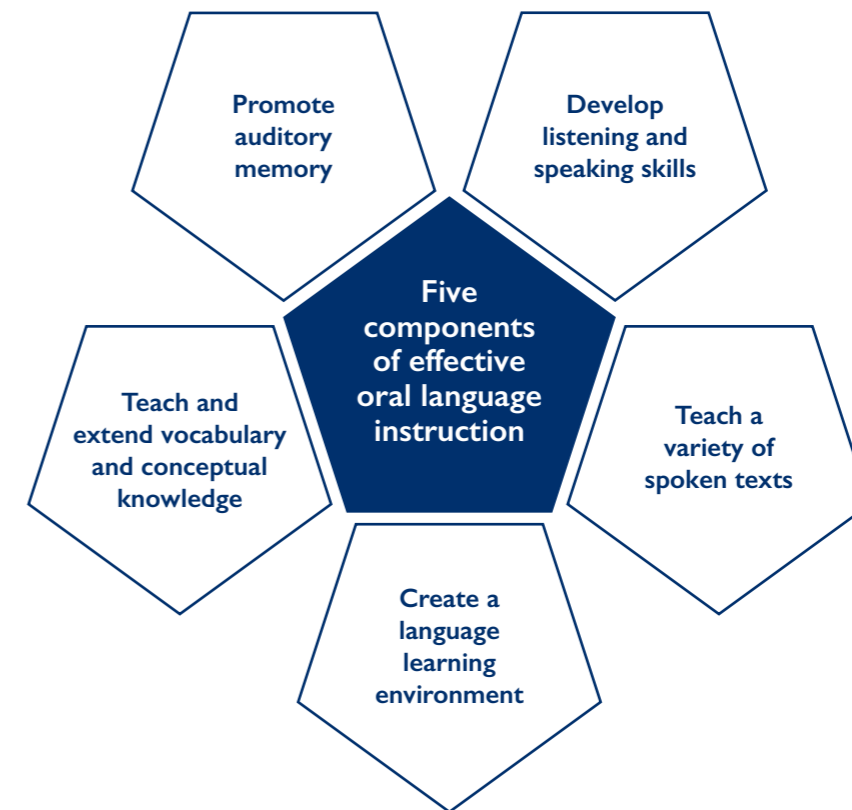 Promote
auditory
memory
Develop
listening and
speaking skills
Five
components
of effective
oral language
instruction
Teach and
extend vocabulary
and conceptual
knowledge
Teach a
variety of
spoken texts
Create a
language
learning
environment